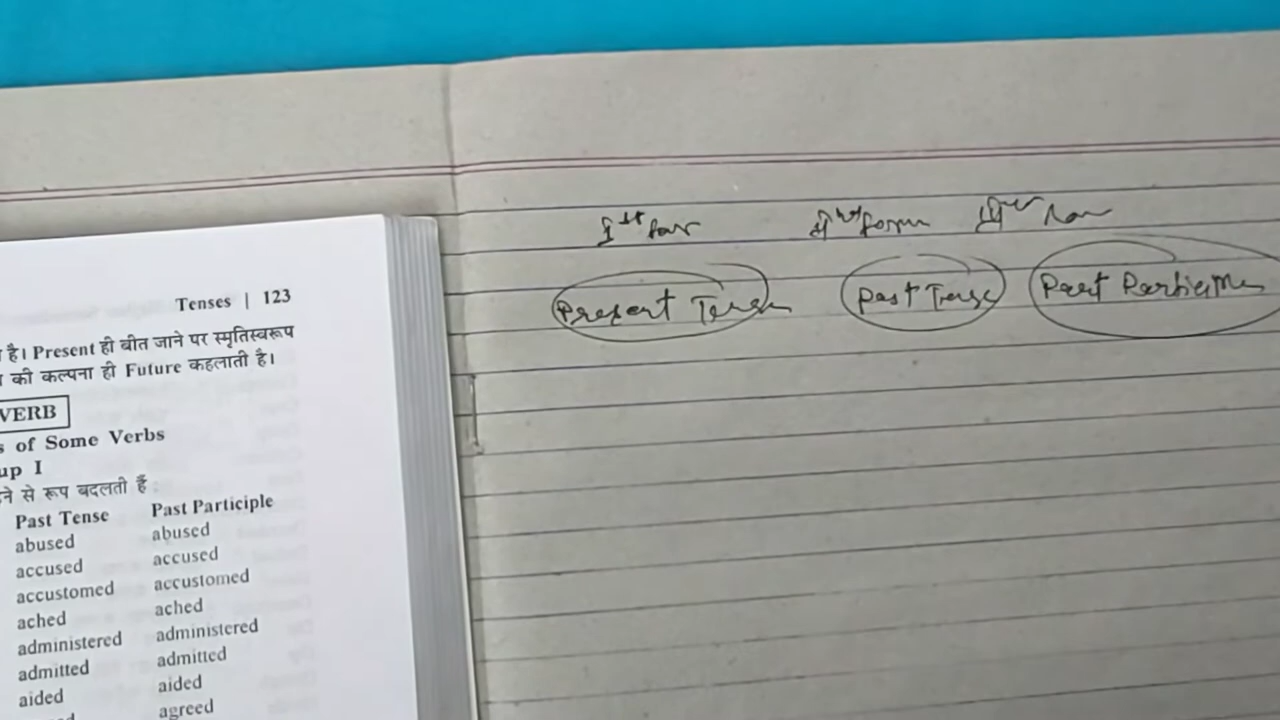 Tenses | 123
है। Present ही बीत जाने पर स्मृतिस्वरूप
की कल्पना ही Future कहलाती है।
VERB
of Some Verbs
up I
से रूप बदलती हैं :
Past Tense Past Participle
abused abused
accused accused
accustomed accustomed
ached ached
administered administered
admitted admitted
aided aided
agreed
Ist form
Present Tense Past Tense Past Participle